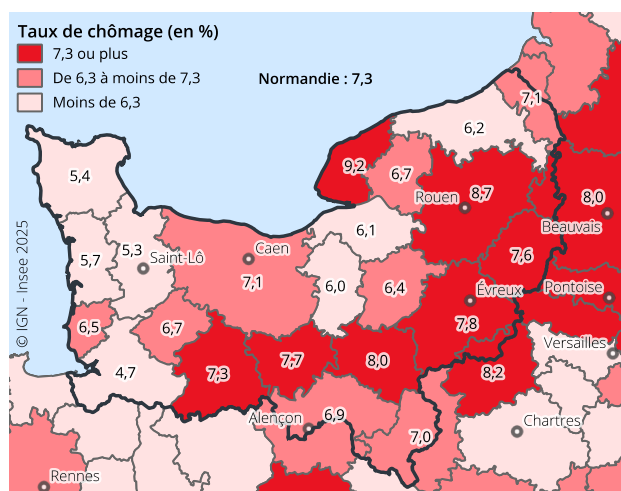 Taux de chômage (en %)
7,3 ou plus
De 6,3 à moins de 7,3
Moins de 6,3
Normandie : 7,3
7,1
6,2
5,4
9,2
6,7
8,7
Rouen
8,0
Beauvais
6,1
5,3
Saint-Lô
5,7
Caen
7,1
7,6
6,0
6,4
Évreux
Pontoise
6,5
6,7
7,8
Versailles
4,7
7,3
7,7
8,0
8,2
Alençon
6,9
7,0
Chartres
Rennes
© IGN - Insee 2025